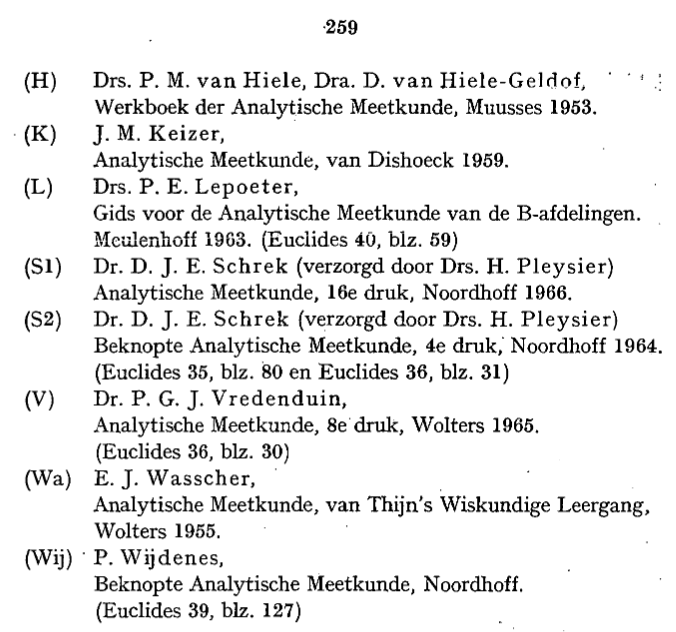 259
(H) Drs. P. M. van Hiele, Dra. D. van Hiele-Geldof,
Werkboek der Analytische Meetkunde, Muusses 1953.
(K) J. M. Keizer,
Analytische Meetkunde, van Dishoeck 1959.
(L) Drs. P. E. Lepoeter,
Gids voor de Analytische Meetkunde van de B-afdelingen.
Meulenhoff 1963. (Euclides 40, blz. 59)
(S1) Dr. D. J. E. Schrek (verzorgd door Drs. H. Pleysier)
Analytische Meetkunde, 16e druk, Noordhoff 1966.
(S2) Dr. D. J. E. Schrek (verzorgd door Drs. H. Pleysier)
Beknopte Analytische Meetkunde, 4e druk, Noordhoff 1964.
(Euclides 35, blz. 80 en Euclides 36, blz. 31)
(V) Dr. P. G. J. Vredenduin,
Analytische Meetkunde, 8e druk, Wolters 1965.
(Euclides 36, blz. 30)
(Wa) E. J. Wasscher,
Analytische Meetkunde, van Thijn's Wiskundige Leergang,
Wolters 1955.
(Wij) P. Wijdenes,
Beknopte Analytische Meetkunde, Noordhoff.
(Euclides 39, blz. 127)